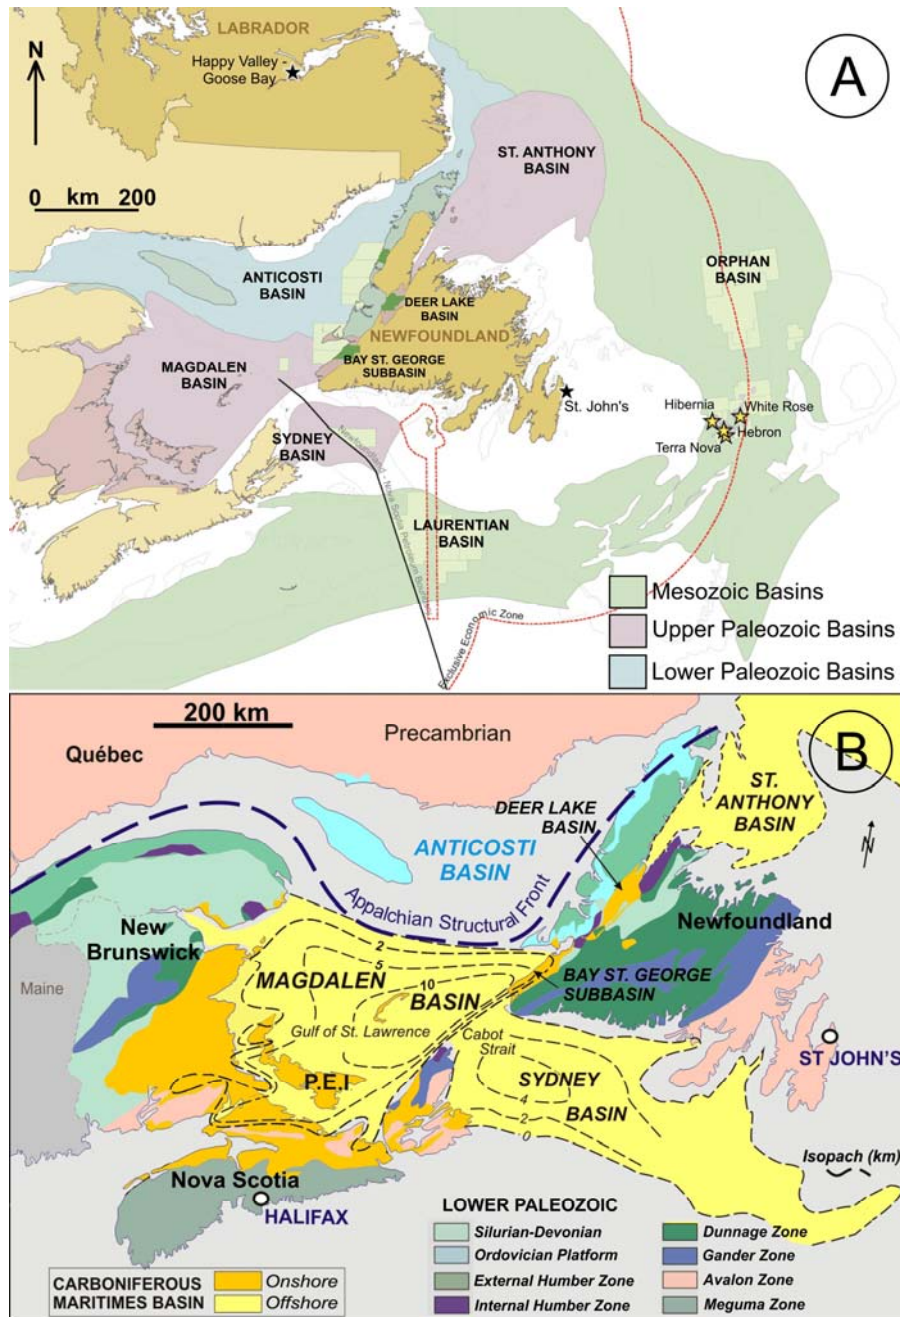 LABRADOR
Happy Valley -
Goose Bay
N
A
ST. ANTHONY
BASIN
0 km 200
ORPHAN
BASIN
ANTICOSTI
BASIN
DEER LAKE
BASIN
NEWFOUNDLAND
BAY ST. GEORGE
SUBBASIN
MAGDALEN
BASIN
St. John's
Hibernia
White Rose
Hebron
Terra Nova
SYDNEY
BASIN
Newfoundland - Nova Scotia Petroleum Boundary
LAURENTIAN
BASIN
Exclusive Economic Zone
Mesozoic Basins
Upper Paleozoic Basins
Lower Paleozoic Basins
200 km
Precambrian
B
Québec
ST.
ANTHONY
BASIN
DEER LAKE
BASIN
ANTICOSTI
BASIN
N
Appalchian Structural Front
New
Brunswick
Newfoundland
2
5
10
MAGDALEN
BASIN
BAY ST. GEORGE
SUBBASIN
Maine
Gulf of St. Lawrence
Cabot
Strait
ST JOHN'S
P.E.I
SYDNEY
BASIN
4
2
0
Isopach (km)
Nova Scotia
HALIFAX
LOWER PALEOZOIC
Silurian-Devonian
Ordovician Platform
External Humber Zone
Internal Humber Zone
Dunnage Zone
Gander Zone
Avalon Zone
Meguma Zone
CARBONIFEROUS
MARITIMES BASIN
Onshore
Offshore